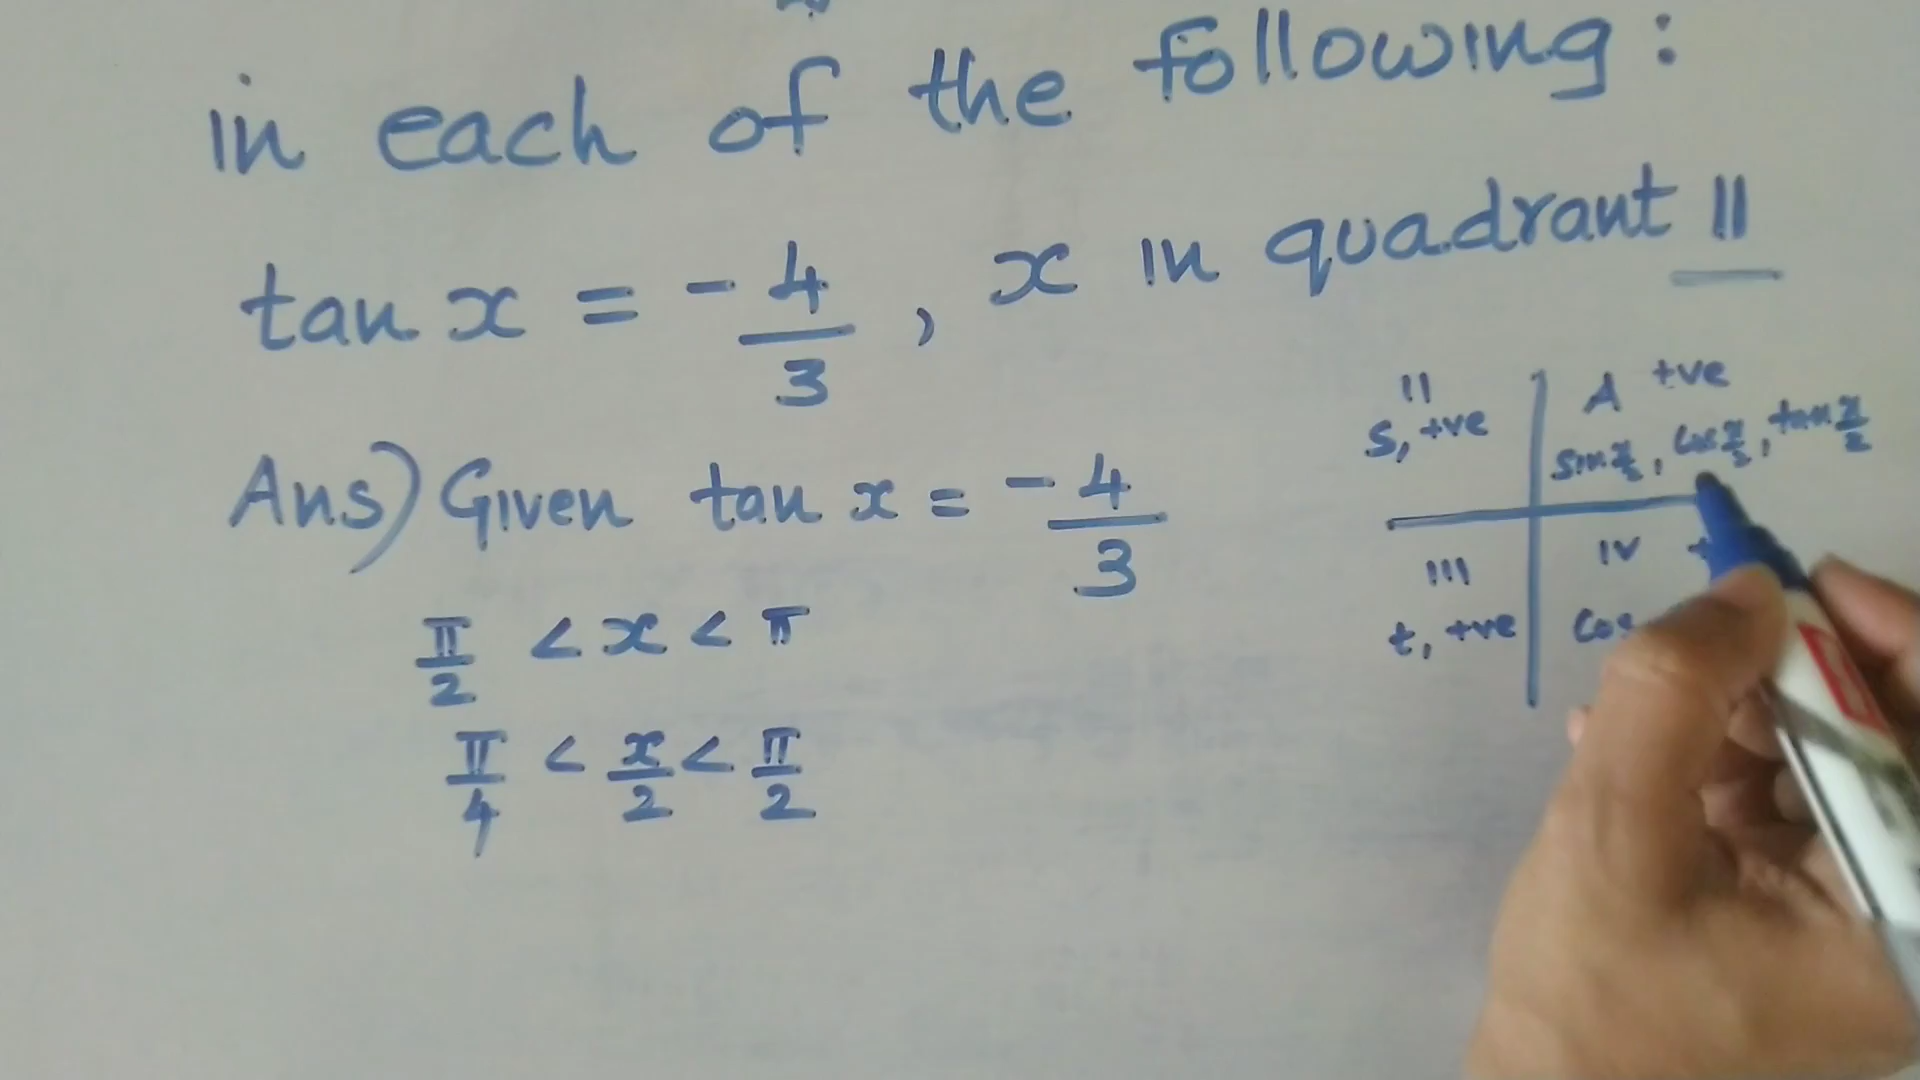 in each of the following:
tan x = - 4/3 , x in quadrant II
Ans) Given tan x = - 4/3
π/2 < x < π
π/4 < x/2 < π/2
II
S, +ve
A +ve
sin x/2, cos x/2, tan x/2
III
t, +ve
IV
Cos